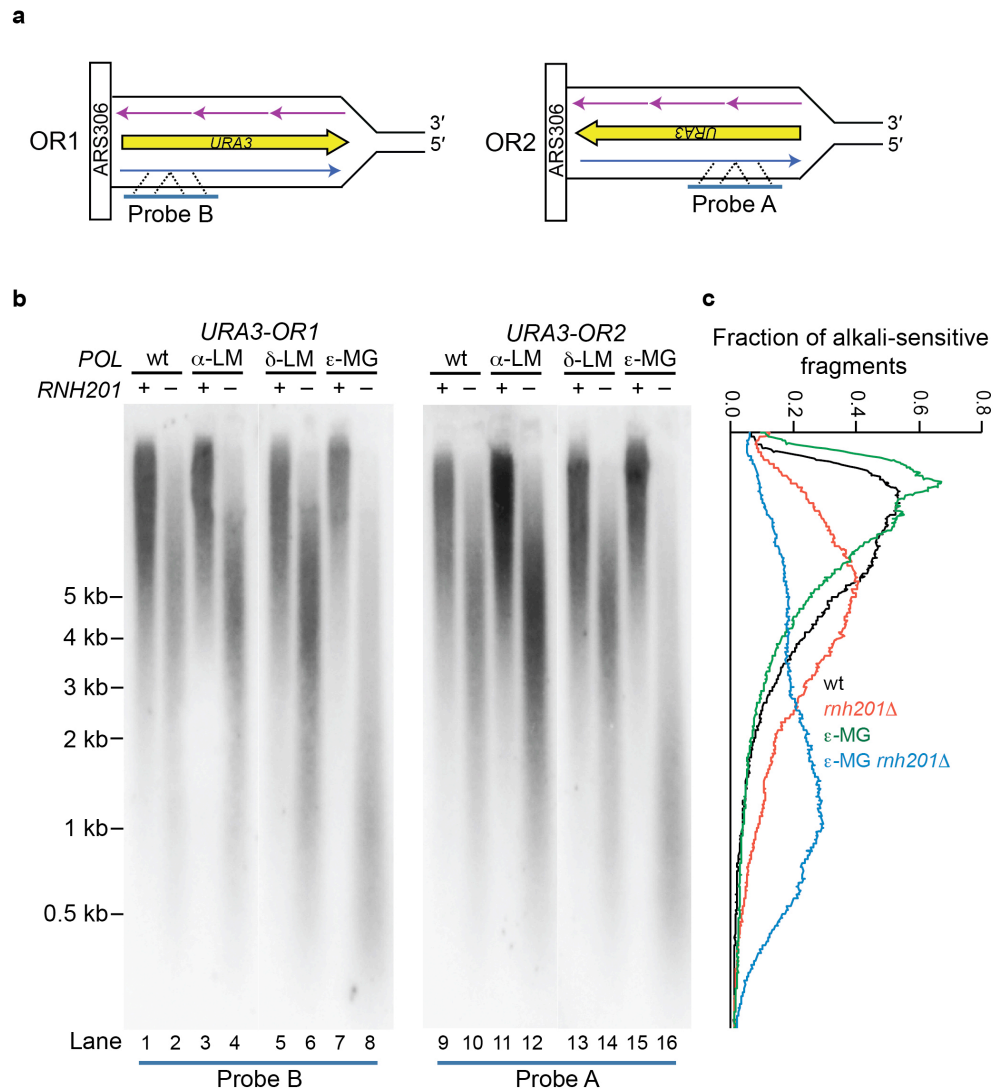 a
OR1
ARS306
URA3
3′
5′
Probe B
OR2
ARS306
URA3
3′
5′
Probe A
b
URA3-OR1
URA3-OR2
POL wt α-LM δ-LM ε-MG wt α-LM δ-LM ε-MG
RNH201 + − + − + − + − + − + − + − + −
5 kb
4 kb
3 kb
2 kb
1 kb
0.5 kb
Lane 1 2 3 4 5 6 7 8 9 10 11 12 13 14 15 16
Probe B
Probe A
c
Fraction of alkali-sensitive
fragments
0.0 0.2 0.4 0.6 0.8
wt
rnh201Δ
ε-MG
ε-MG rnh201Δ